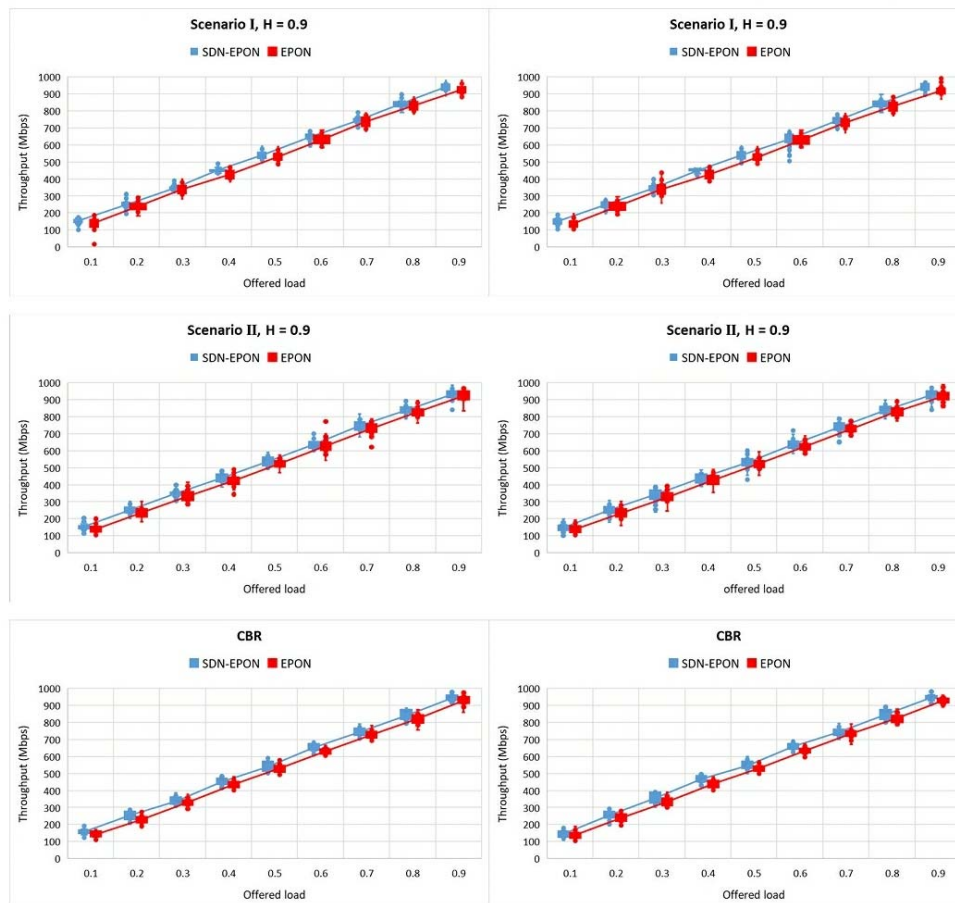 Scenario I, H = 0.9
SDN-EPON EPON
Throughput (Mbps)
1000
900
800
700
600
500
400
300
200
100
0
0.1 0.2 0.3 0.4 0.5 0.6 0.7 0.8 0.9
Offered load
Scenario I, H = 0.9
SDN-EPON EPON
Throughput (Mbps)
1000
900
800
700
600
500
400
300
200
100
0
0.1 0.2 0.3 0.4 0.5 0.6 0.7 0.8 0.9
Offered load
Scenario II, H = 0.9
SDN-EPON EPON
Throughput (Mbps)
1000
900
800
700
600
500
400
300
200
100
0
0.1 0.2 0.3 0.4 0.5 0.6 0.7 0.8 0.9
Offered load
Scenario II, H = 0.9
SDN-EPON EPON
Throughput (Mbps)
1000
900
800
700
600
500
400
300
200
100
0
0.1 0.2 0.3 0.4 0.5 0.6 0.7 0.8 0.9
offered load
CBR
SDN-EPON EPON
Throughput (Mbps)
1000
900
800
700
600
500
400
300
200
100
0
0.1 0.2 0.3 0.4 0.5 0.6 0.7 0.8 0.9
Offered load
CBR
SDN-EPON EPON
Throughput (Mbps)
1000
900
800
700
600
500
400
300
200
100
0
0.1 0.2 0.3 0.4 0.5 0.6 0.7 0.8 0.9
Offered load